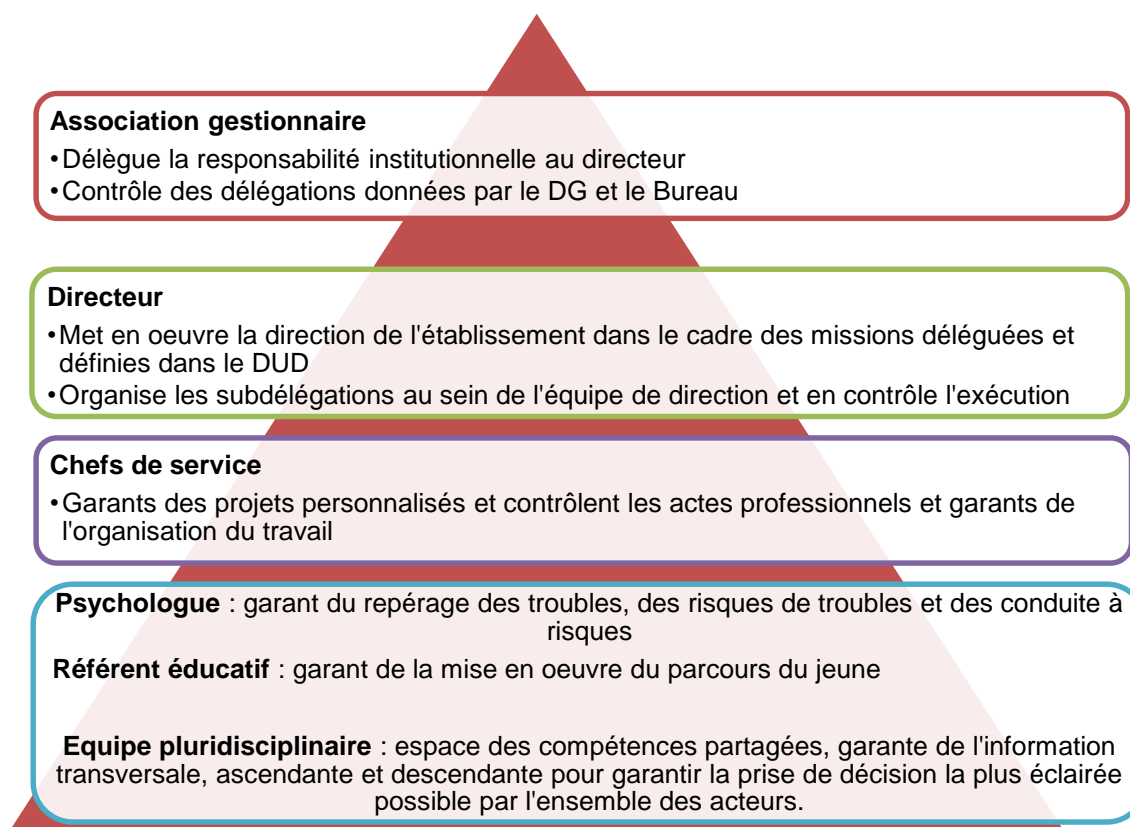 Association gestionnaire
•Délègue la responsabilité institutionnelle au directeur
•Contrôle des délégations données par le DG et le Bureau
Directeur
•Met en oeuvre la direction de l'établissement dans le cadre des missions déléguées et
définies dans le DUD
•Organise les subdélégations au sein de l'équipe de direction et en contrôle l'exécution
Chefs de service
•Garants des projets personnalisés et contrôlent les actes professionnels et garants de
l'organisation du travail
Psychologue : garant du repérage des troubles, des risques de troubles et des conduite à
risques
Référent éducatif : garant de la mise en oeuvre du parcours du jeune
Equipe pluridisciplinaire : espace des compétences partagées, garante de l'information
transversale, ascendante et descendante pour garantir la prise de décision la plus éclairée
possible par l'ensemble des acteurs.